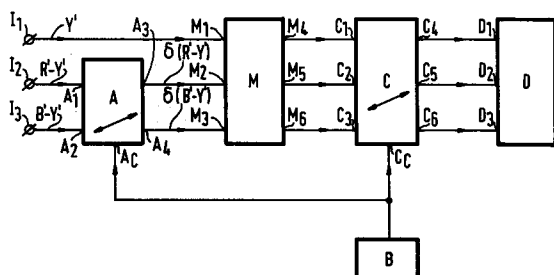 I1 Y' A3 M1 M4 C1 C4 D1
δ(R'-Y')
I2 R'-Y' A1 A M2 M M5 C2 C C5 D2 D
δ(B'-Y')
I3 B'-Y' A2 A4 M3 M6 C3 C6 D3
AC CC
B